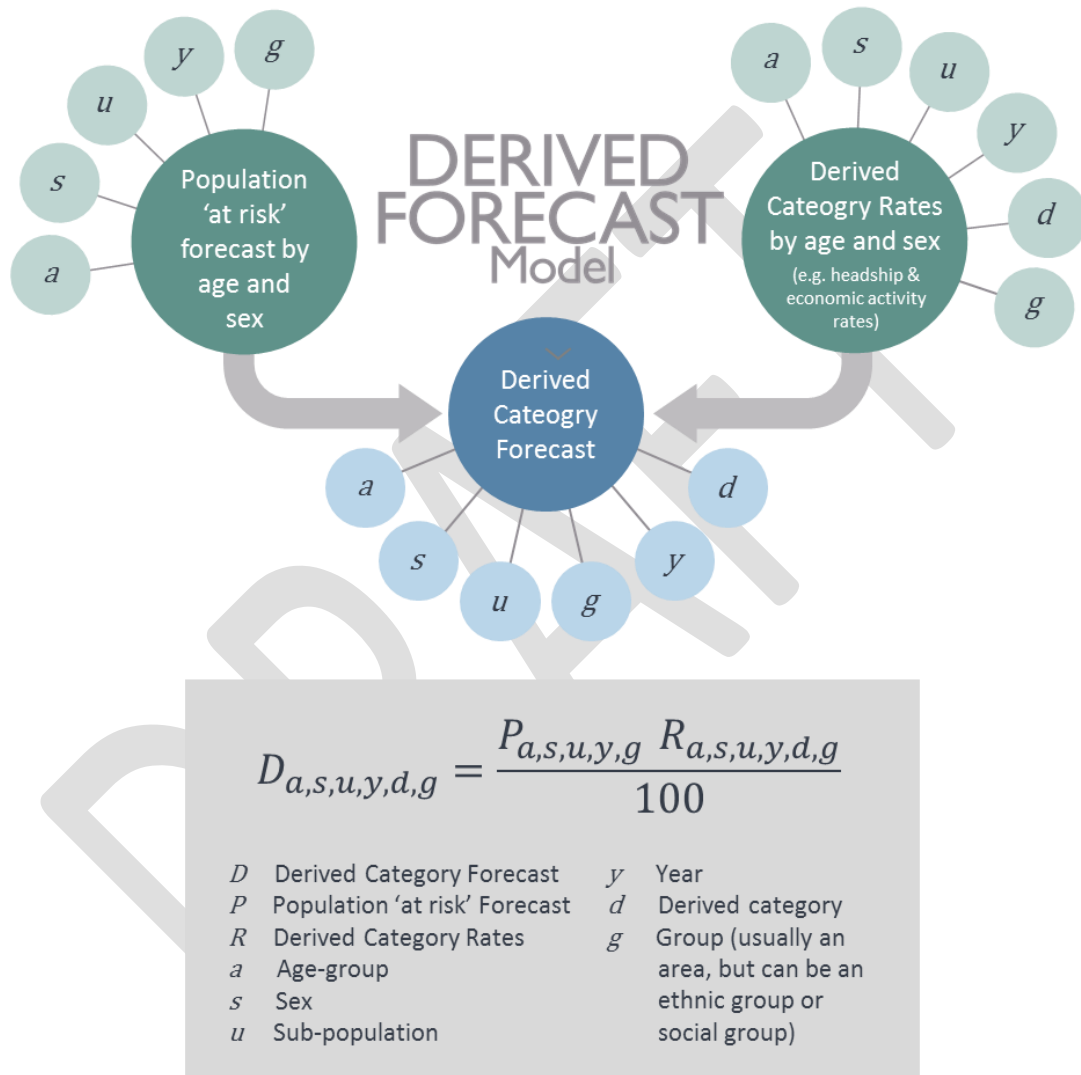 a
s
u
y
g
Population
‘at risk’
forecast by
age and
sex
DERIVED
FORECAST
Model
a
s
u
y
d
g
Derived
Cateogry Rates
by age and sex
(e.g. headship &
economic activity
rates)
Derived
Cateogry
Forecast
a
s
u
g
y
d
DRAFT
D_{a,s,u,y,d,g} = \frac{P_{a,s,u,y,g} R_{a,s,u,y,d,g}}{100}
D Derived Category Forecast
P Population ‘at risk’ Forecast
R Derived Category Rates
a Age-group
s Sex
u Sub-population
y Year
d Derived category
g Group (usually an
area, but can be an
ethnic group or
social group)